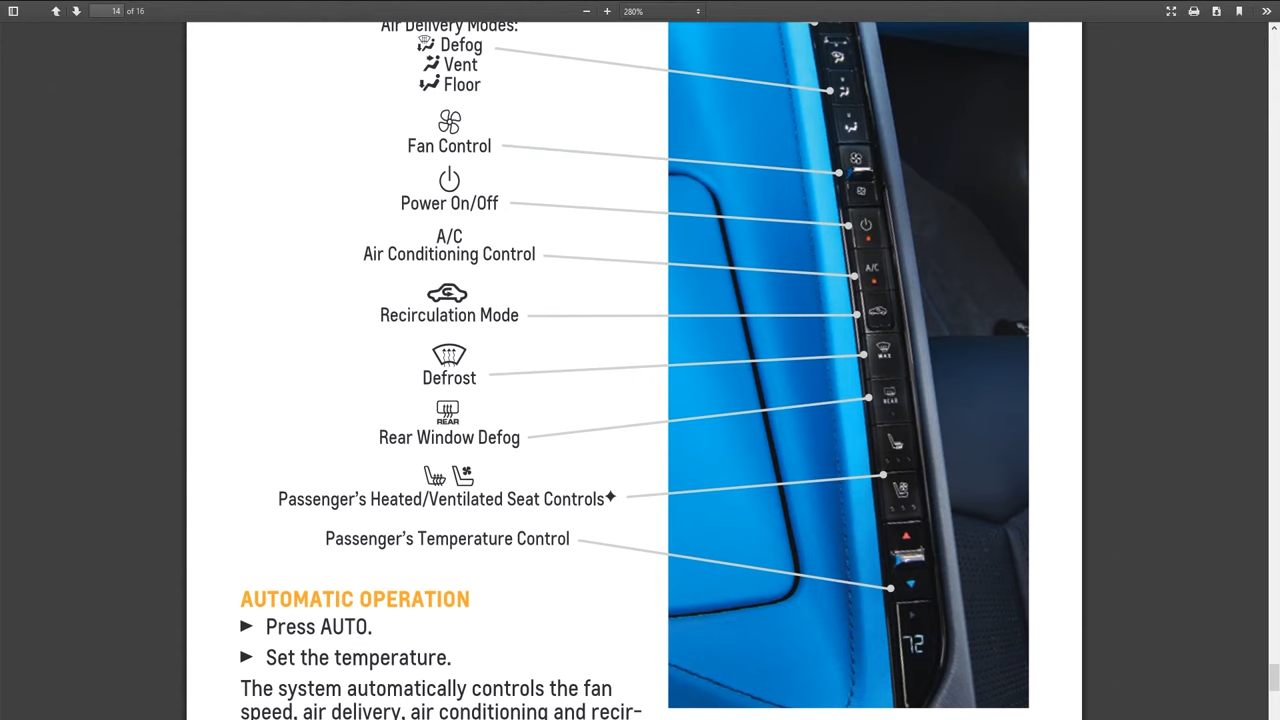 14 of 16
280%
Air Delivery Modes:
Defog
Vent
Floor
Fan Control
Power On/Off
A/C
Air Conditioning Control
Recirculation Mode
Defrost
REAR
Rear Window Defog
Passenger's Heated/Ventilated Seat Controls✦
Passenger's Temperature Control
AUTOMATIC OPERATION
► Press AUTO.
► Set the temperature.
The system automatically controls the fan
speed, air delivery, air conditioning and recir-
A/C
MAX
REAR
72